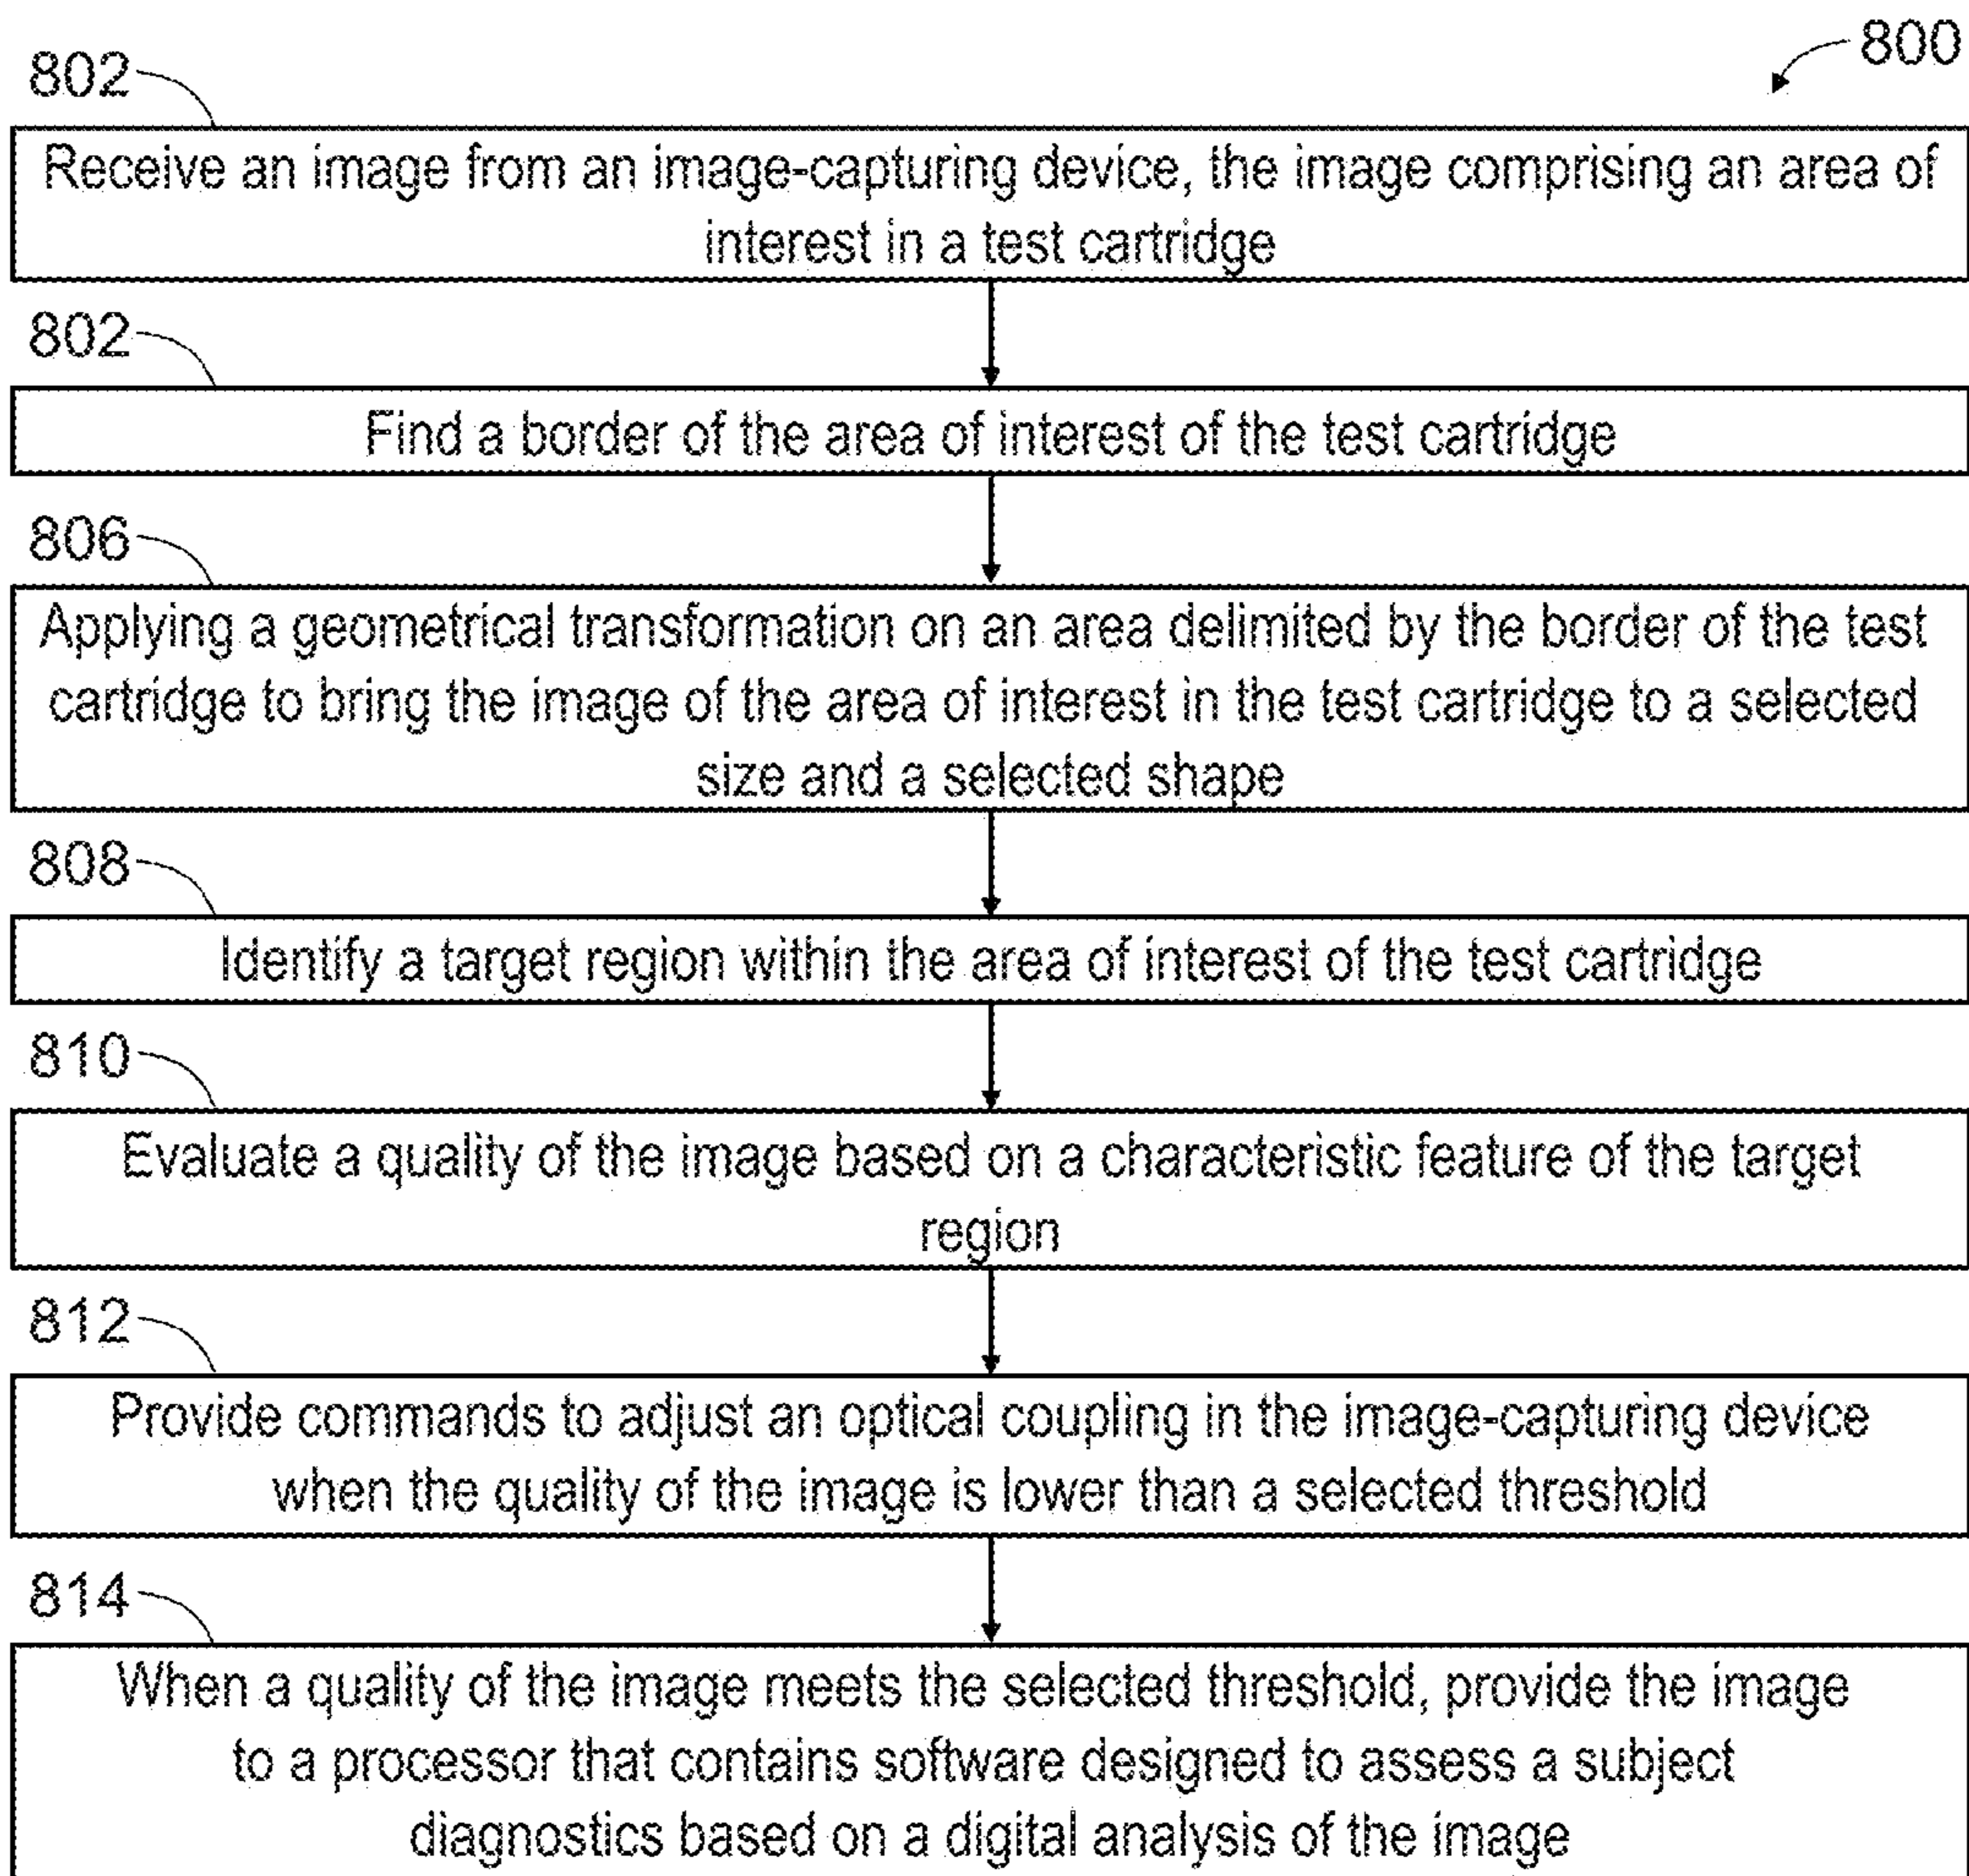 800
802
Receive an image from an image-capturing device, the image comprising an area of
interest in a test cartridge
802
Find a border of the area of interest of the test cartridge
806
Applying a geometrical transformation on an area delimited by the border of the test
cartridge to bring the image of the area of interest in the test cartridge to a selected
size and a selected shape
808
Identify a target region within the area of interest of the test cartridge
810
Evaluate a quality of the image based on a characteristic feature of the target
region
812
Provide commands to adjust an optical coupling in the image-capturing device
when the quality of the image is lower than a selected threshold
814
When a quality of the image meets the selected threshold, provide the image
to a processor that contains software designed to assess a subject
diagnostics based on a digital analysis of the image